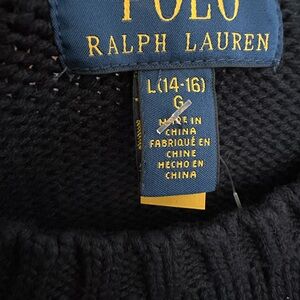 POLO
RALPH LAUREN
L(14-16)
G
MADE IN
CHINA
FABRIQUÉ EN
CHINE
HECHO EN
CHINA